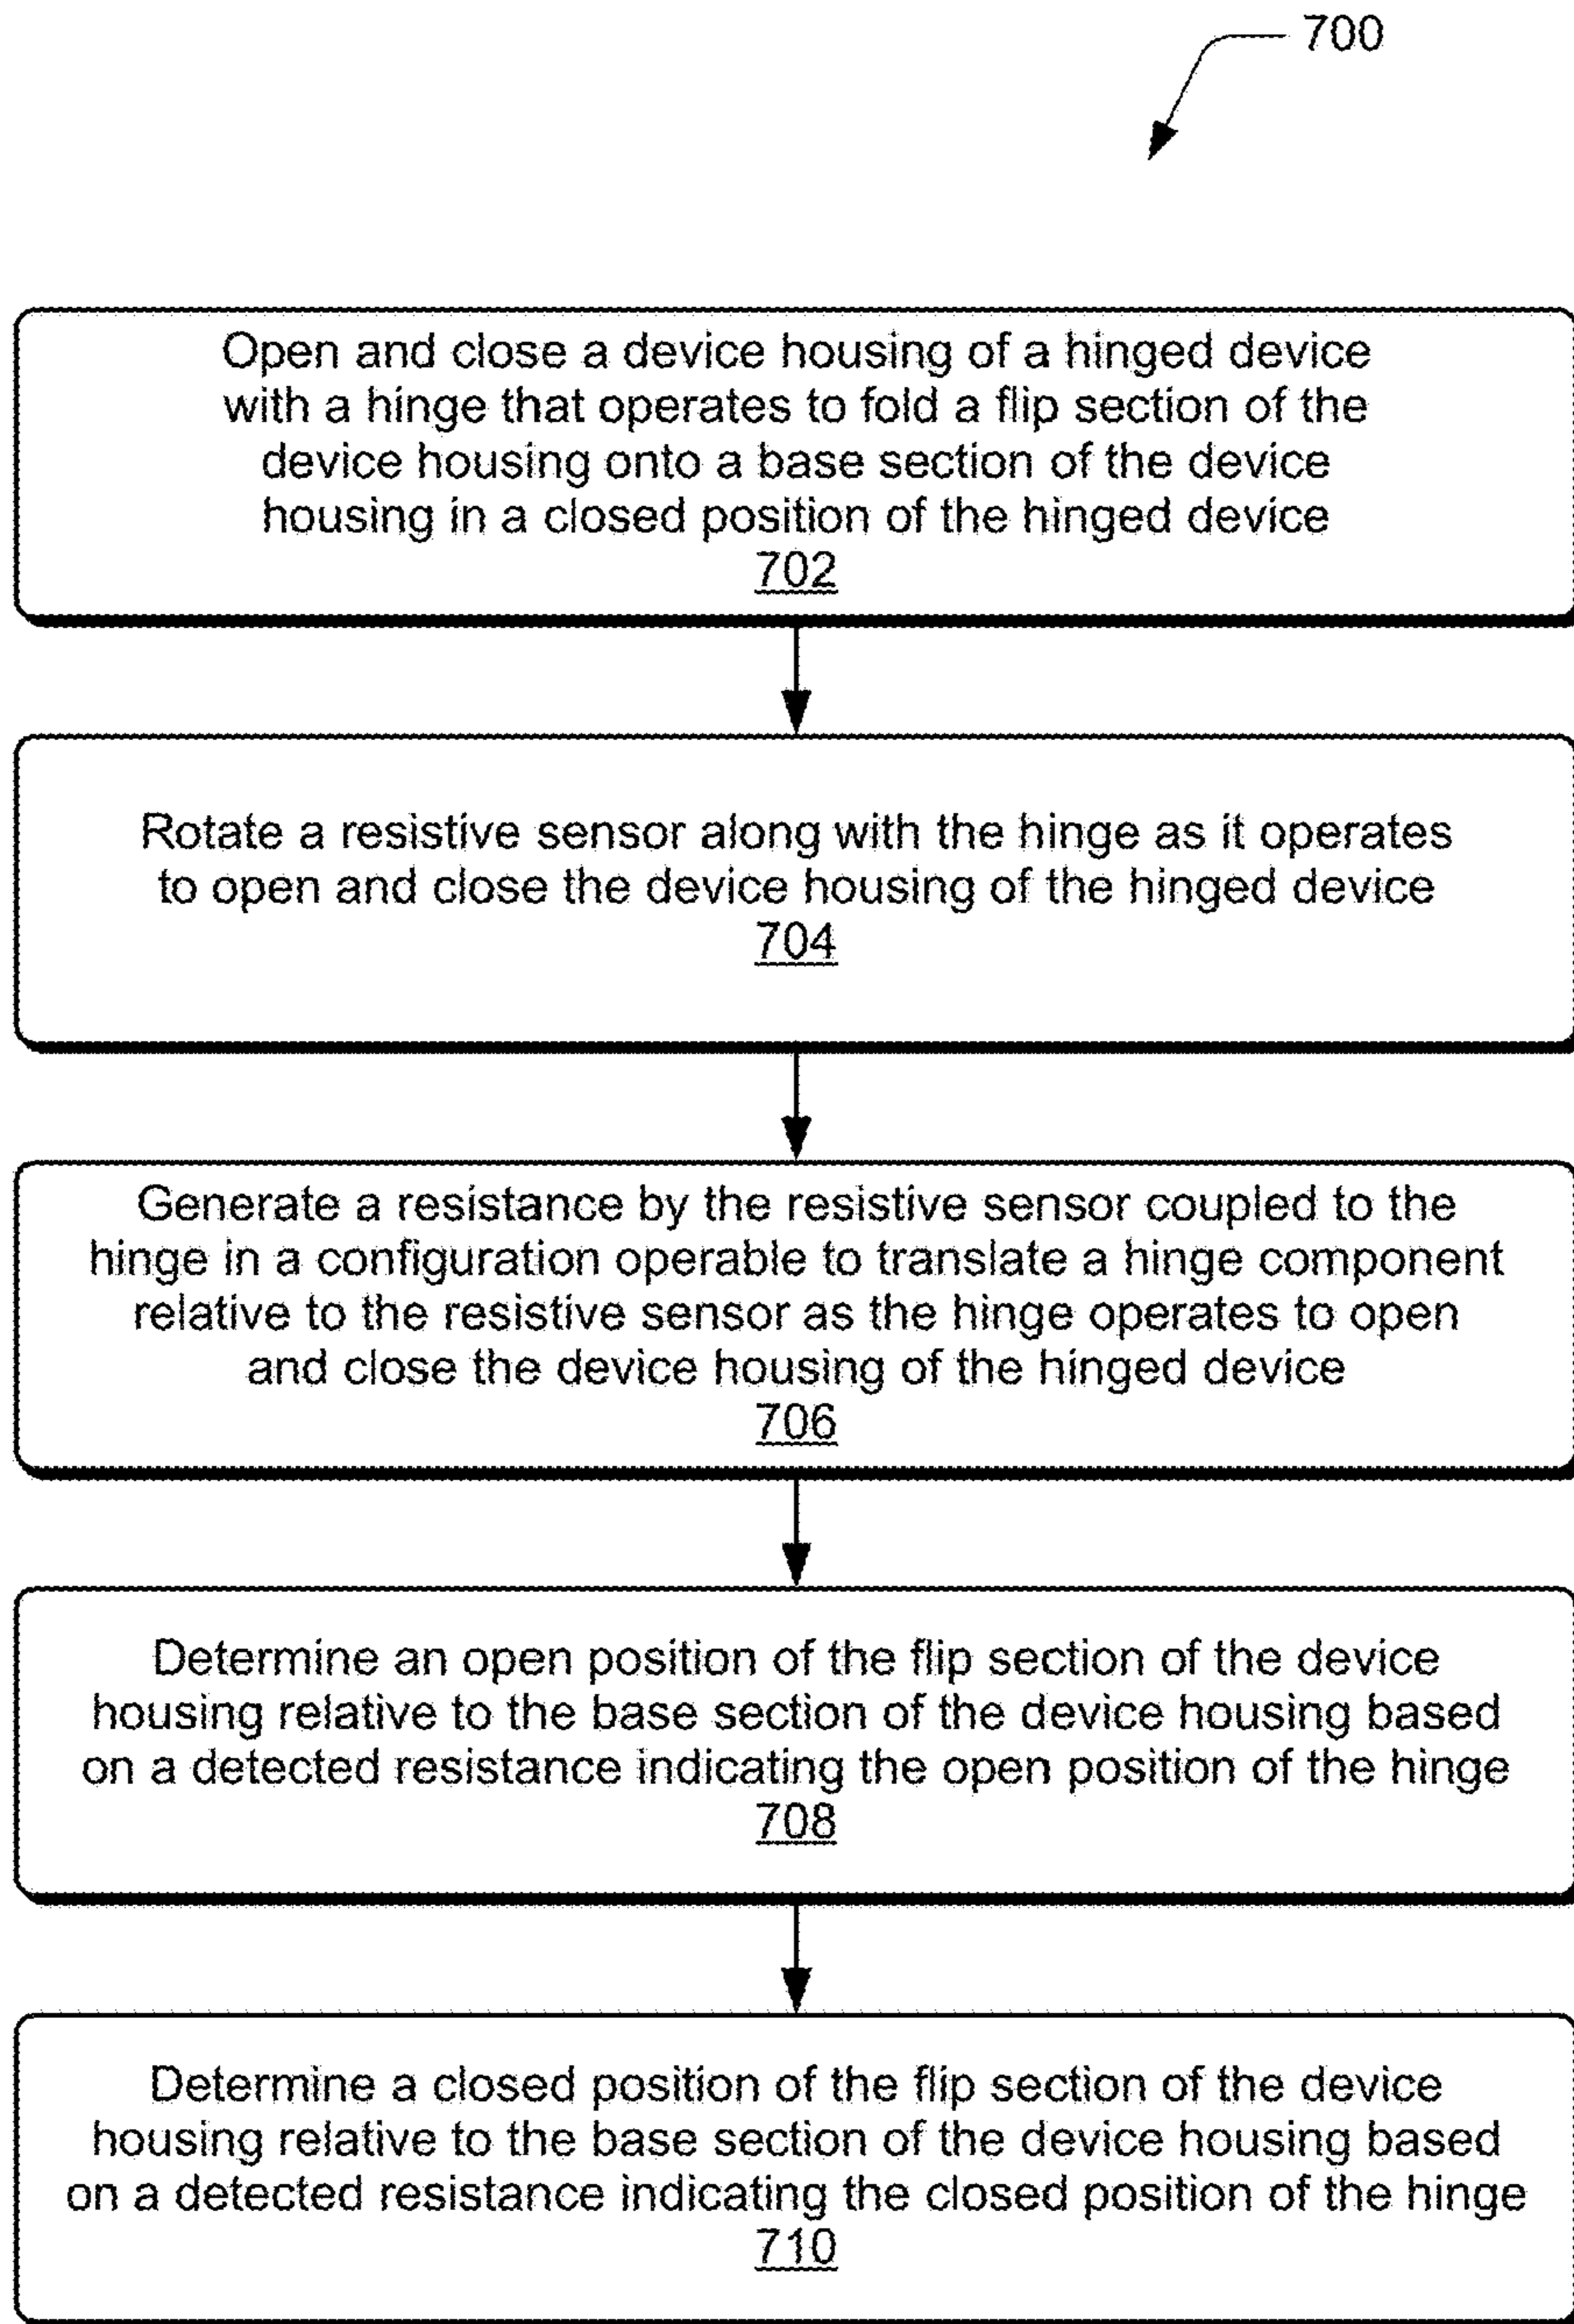 700
Open and close a device housing of a hinged device
with a hinge that operates to fold a flip section of the
device housing onto a base section of the device
housing in a closed position of the hinged device
702
Rotate a resistive sensor along with the hinge as it operates
to open and close the device housing of the hinged device
704
Generate a resistance by the resistive sensor coupled to the
hinge in a configuration operable to translate a hinge component
relative to the resistive sensor as the hinge operates to open
and close the device housing of the hinged device
706
Determine an open position of the flip section of the device
housing relative to the base section of the device housing based
on a detected resistance indicating the open position of the hinge
708
Determine a closed position of the flip section of the device
housing relative to the base section of the device housing based
on a detected resistance indicating the closed position of the hinge
710